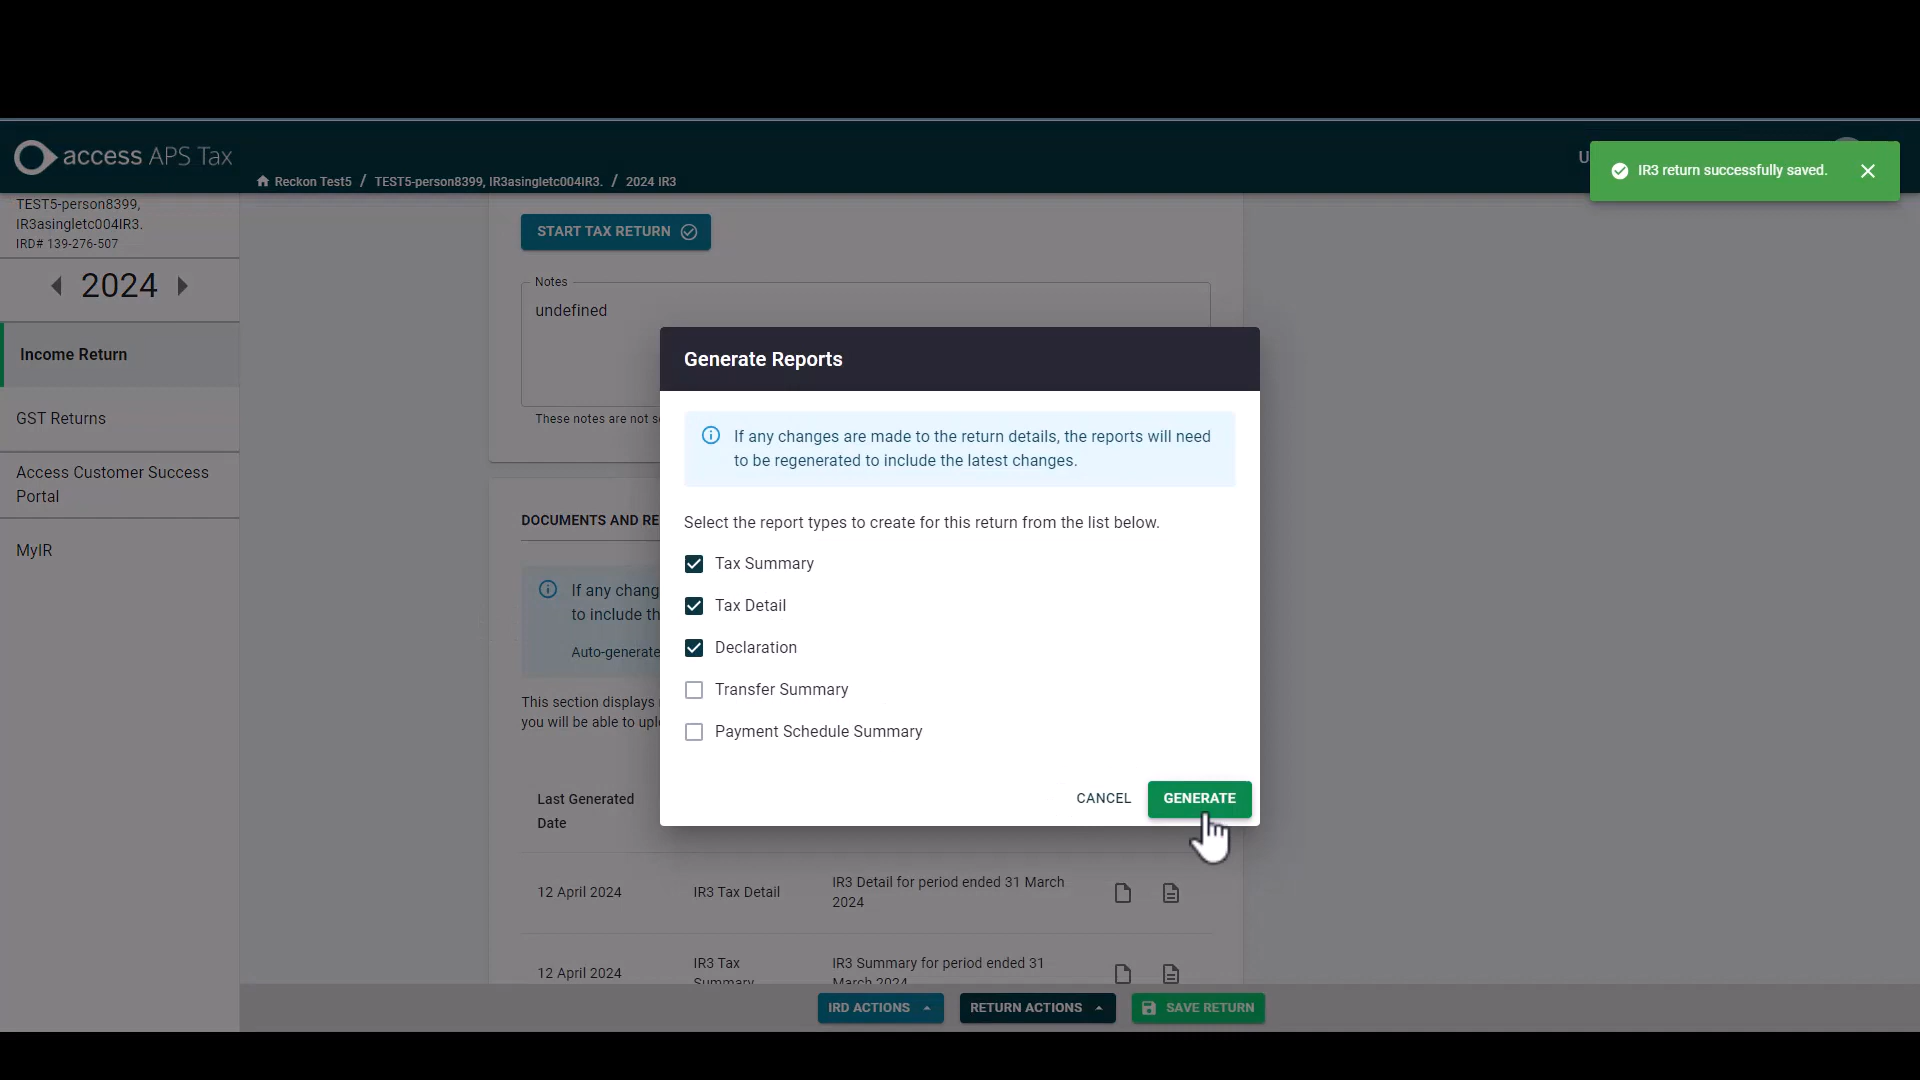 access APS Tax
Reckon Test5 / TEST5-person8399, IR3asingletc004IR3. / 2024 IR3
U
IR3 return successfully saved.
TEST5-person8399,
IR3asingletc004IR3.
IRD# 139-276-507
2024
Income Return
GST Returns
Access Customer Success
Portal
MyIR
START TAX RETURN
Notes
undefined
These notes are not s
DOCUMENTS AND RE
If any chang
to include th
Auto-generate
This section displays
you will be able to uplo
Generate Reports
If any changes are made to the return details, the reports will need
to be regenerated to include the latest changes.
Select the report types to create for this return from the list below.
Tax Summary
Tax Detail
Declaration
Transfer Summary
Payment Schedule Summary
CANCEL
GENERATE
Last Generated
Date
12 April 2024
IR3 Tax Detail
IR3 Detail for period ended 31 March
2024
12 April 2024
IR3 Tax
Summary
IR3 Summary for period ended 31
March 2024
IRD ACTIONS
RETURN ACTIONS
SAVE RETURN